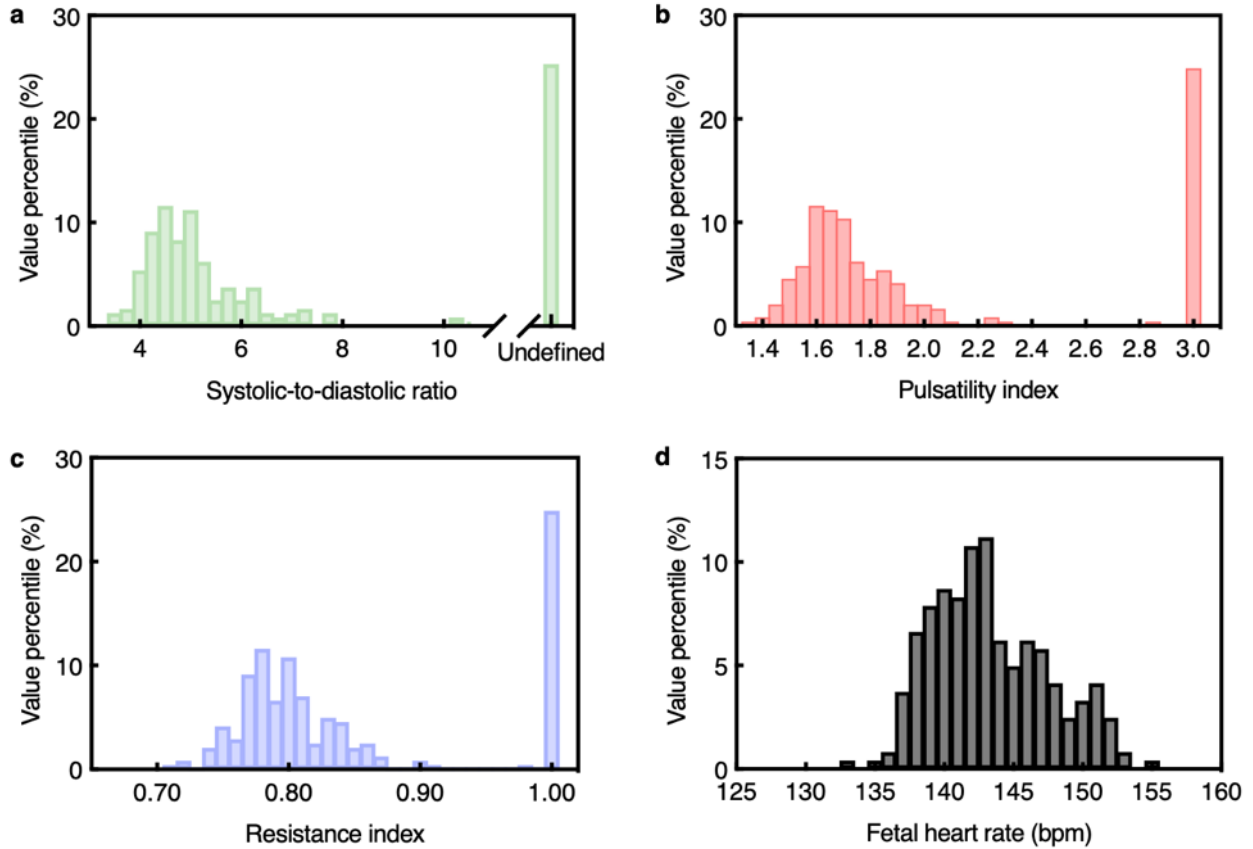 a
30
20
10
0
Value percentile (%)
4 6 8 10 Undefined
Systolic-to-diastolic ratio
b
30
20
10
0
Value percentile (%)
1.4 1.6 1.8 2.0 2.2 2.4 2.6 2.8 3.0
Pulsatility index
c
30
20
10
0
Value percentile (%)
0.70 0.80 0.90 1.00
Resistance index
d
15
10
5
0
Value percentile (%)
125 130 135 140 145 150 155 160
Fetal heart rate (bpm)